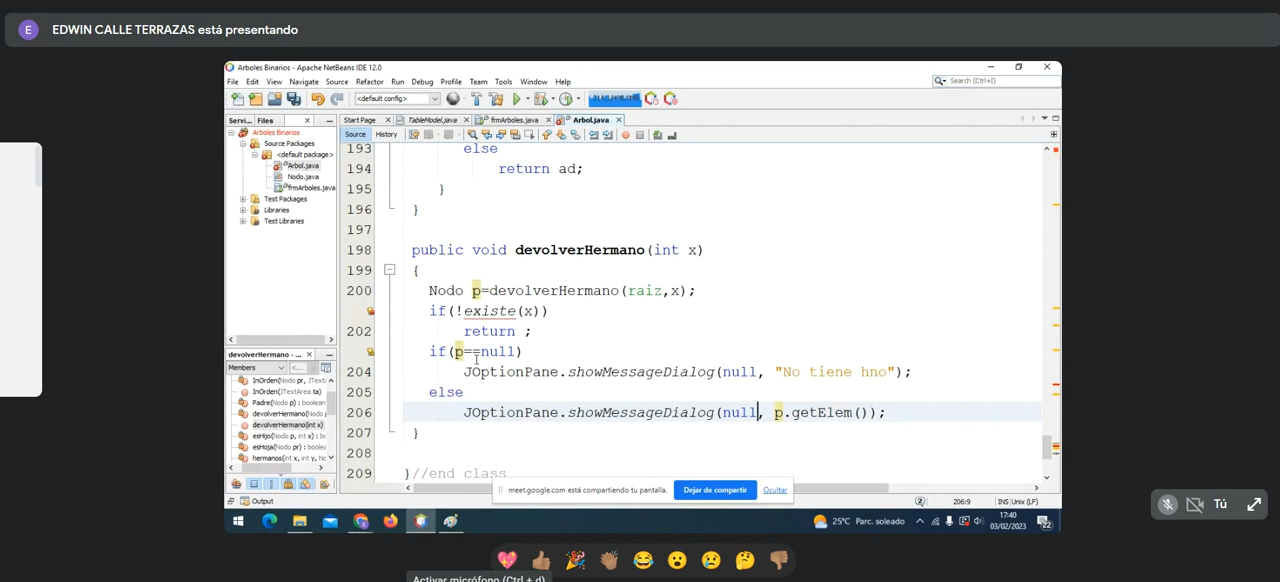 E EDWIN CALLE TERRAZAS está presentando
Arboles Binarios - Apache NetBeans IDE 12.0
File Edit View Navigate Source Refactor Run Debug Profile Team Tools Window Help
Search (Ctrl+I)
<default config>
Servi... Files
Start Page TableModel.java frmArboles.java Arbol.java
Source History
Arboles Binarios
Source Packages
<default package>
Arbol.java
Nodo.java
frmArboles.java
Test Packages
Libraries
Test Libraries
193 else
194 return ad;
195 }
196 }
197
198 public void devolverHermano(int x)
199 {
200 Nodo p=devolverHermano(raiz,x);
if(!existe(x))
202 return ;
if(p==null)
204 JOptionPane.showMessageDialog(null, "No tiene hno");
205 else
206 JOptionPane.showMessageDialog(null, p.getElem());
207 }
208
209 }//end class
devolverHermano - ...
Members
InOrden(Nodo pr, JText
InOrden(JTextArea ta)
Padre(Nodo p) : boolean
devolverHermano(Nodo
devolverHermano(int x)
esHijo(Nodo p, int x) : bo
esHoja(Nodo pr) : boolea
hermanos(int x, int y, No
Output
206:9 INS Unix (LF)
meet.google.com está compartiendo tu pantalla. Dejar de compartir Ocultar
25°C Parc. soleado
17:40
03/02/2023
22
Tú
Activar micrófono (Ctrl + d)